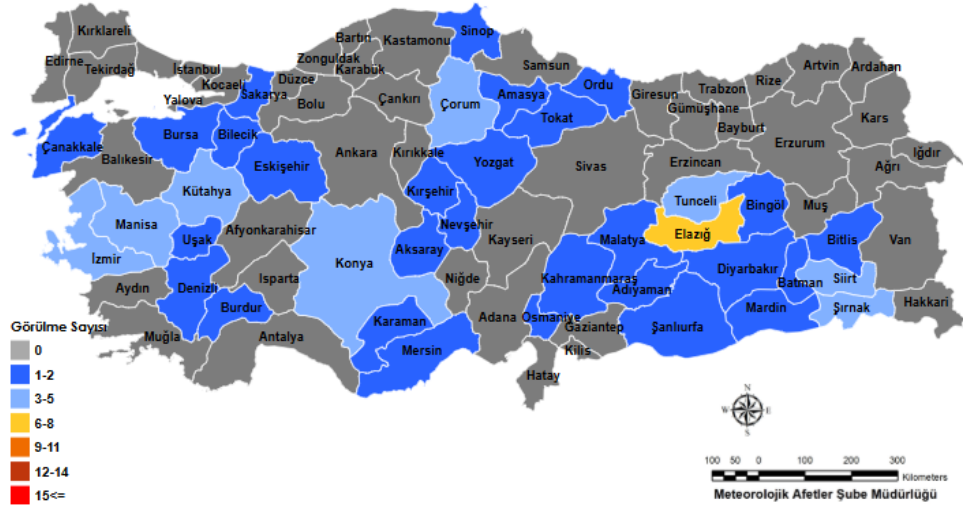 Kırklareli
Edirne
Tekirdağ
İstanbul
Kocaeli
Yalova
Sakarya
Düzce
Bolu
Zonguldak
Bartın
Karabük
Kastamonu
Sinop
Çankırı
Çorum
Samsun
Amasya
Ordu
Tokat
Giresun
Trabzon
Gümüşhane
Bayburt
Rize
Artvin
Ardahan
Kars
Iğdır
Erzurum
Ağrı
Çanakkale
Balıkesir
Bursa
Bilecik
Eskişehir
Ankara
Kırıkkale
Yozgat
Sivas
Erzincan
Tunceli
Bingöl
Muş
Kütahya
Manisa
Uşak
Afyonkarahisar
Kırşehir
Nevşehir
Kayseri
Malatya
Elazığ
Bitlis
Van
İzmir
Konya
Aksaray
Aydın
Denizli
Isparta
Burdur
Niğde
Kahramanmaraş
Adıyaman
Diyarbakır
Batman
Siirt
Şırnak
Hakkari
Mardin
Muğla
Antalya
Karaman
Mersin
Adana
Osmaniye
Gaziantep
Kilis
Şanlıurfa
Hatay
Görülme Sayısı
0
1-2
3-5
6-8
9-11
12-14
15<=
N
W E
S
100 50 0 100 200 300
Kilometers
Meteorolojik Afetler Şube Müdürlüğü